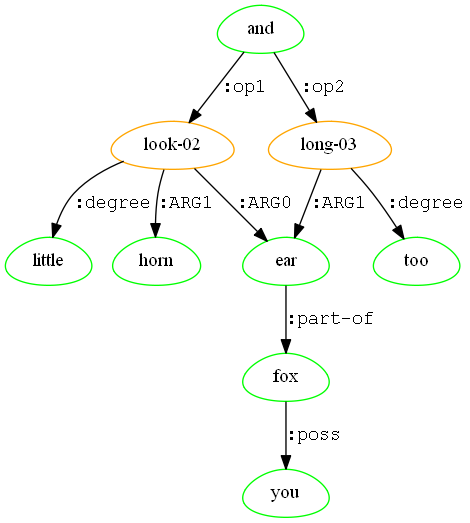 and
:op1 :op2
look-02 long-03
:degree :ARG1 :ARG0 :ARG1 :degree
little horn ear too
:part-of
fox
:poss
you